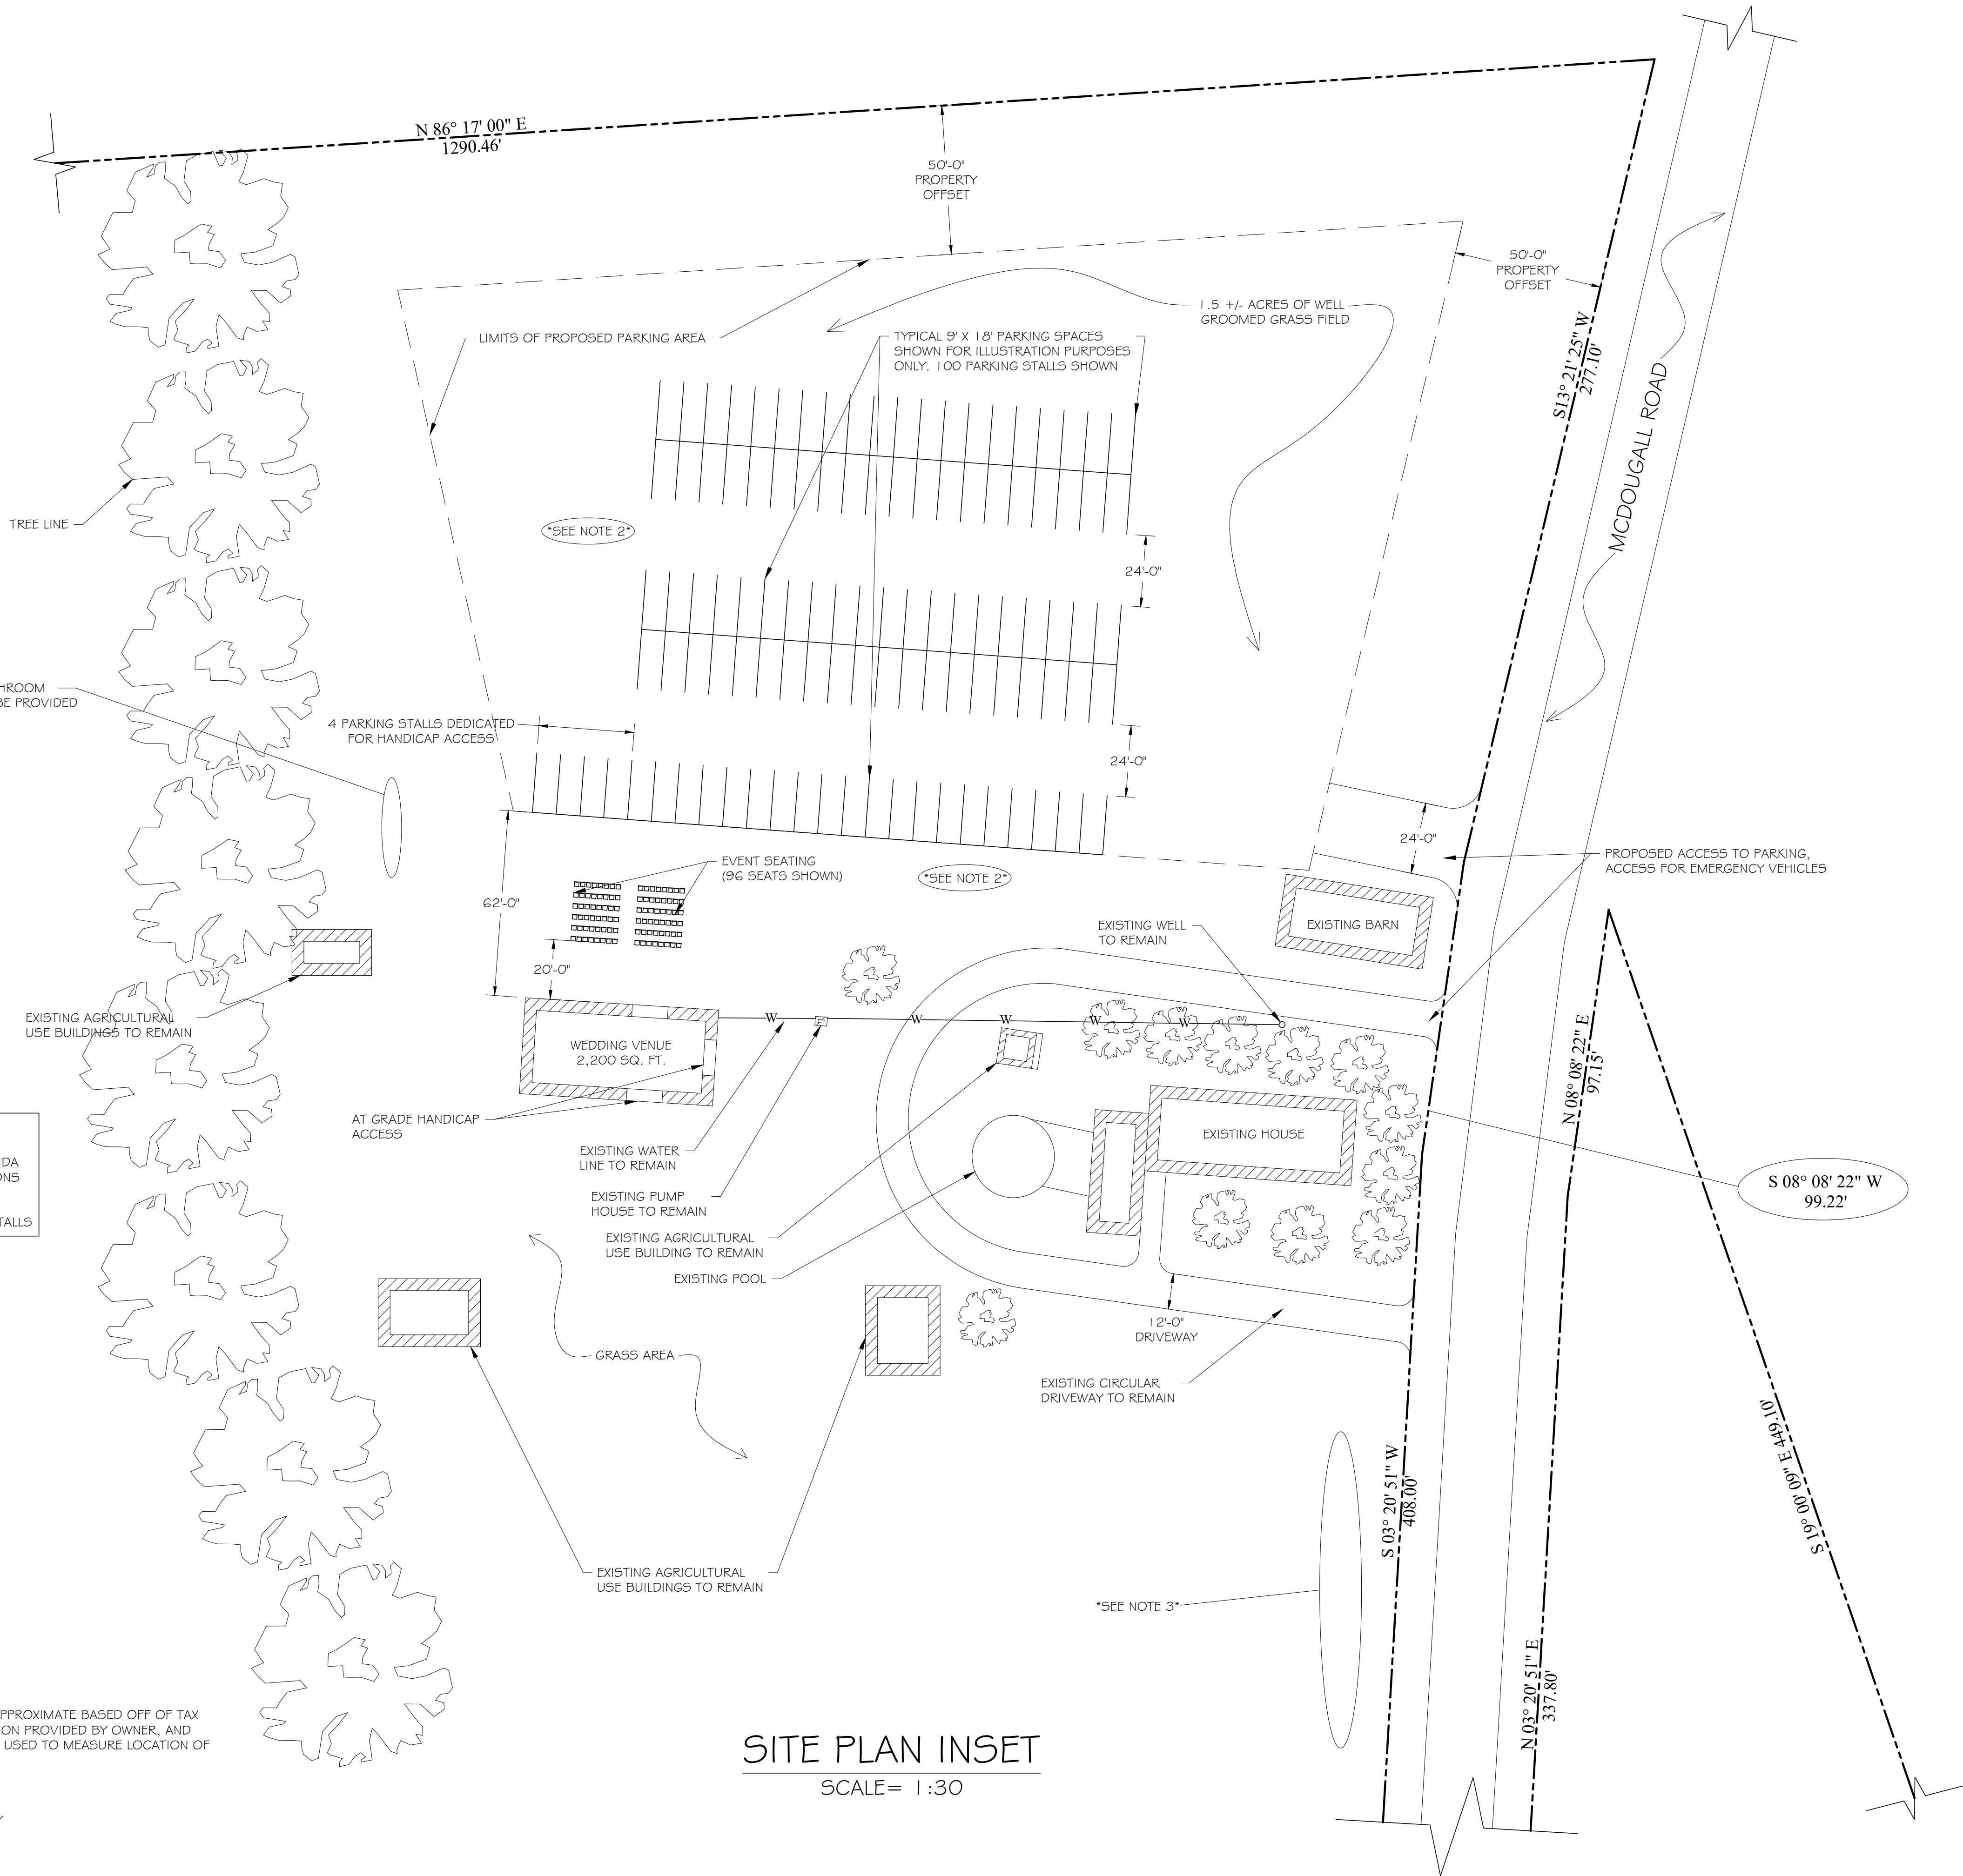 N 86° 17' 00" E
1290.46'
50'-0"
PROPERTY
OFFSET
50'-0"
PROPERTY
OFFSET
1.5 +/- ACRES OF WELL
GROOMED GRASS FIELD
LIMITS OF PROPOSED PARKING AREA
TYPICAL 9' X 18' PARKING SPACES
SHOWN FOR ILLUSTRATION PURPOSES
ONLY. 100 PARKING STALLS SHOWN
S13° 21' 25" W
277.10'
MCDOUGALL ROAD
TREE LINE
*SEE NOTE 2*
24'-0"
HROOM
BE PROVIDED
4 PARKING STALLS DEDICATED
FOR HANDICAP ACCESS
24'-0"
24'-0"
PROPOSED ACCESS TO PARKING,
ACCESS FOR EMERGENCY VEHICLES
EVENT SEATING
(96 SEATS SHOWN)
*SEE NOTE 2*
62'-0"
EXISTING WELL
TO REMAIN
EXISTING BARN
20'-0"
EXISTING AGRICULTURAL
USE BUILDINGS TO REMAIN
W W W W W
WEDDING VENUE
2,200 SQ. FT.
N 08° 08' 22" E
97.15'
AT GRADE HANDICAP
ACCESS
EXISTING HOUSE
EXISTING WATER
LINE TO REMAIN
NDA
ONS
TALLS
EXISTING PUMP
HOUSE TO REMAIN
S 08° 08' 22" W
99.22'
EXISTING AGRICULTURAL
USE BUILDING TO REMAIN
EXISTING POOL
12'-0"
DRIVEWAY
GRASS AREA
EXISTING CIRCULAR
DRIVEWAY TO REMAIN
S 19° 00' 09" E 449.10'
S 03° 20' 51" W
408.00'
EXISTING AGRICULTURAL
USE BUILDINGS TO REMAIN
*SEE NOTE 3*
N 03° 20' 51" E
337.80'
PPROXIMATE BASED OFF OF TAX
ON PROVIDED BY OWNER, AND
USED TO MEASURE LOCATION OF
SITE PLAN INSET
SCALE= 1:30